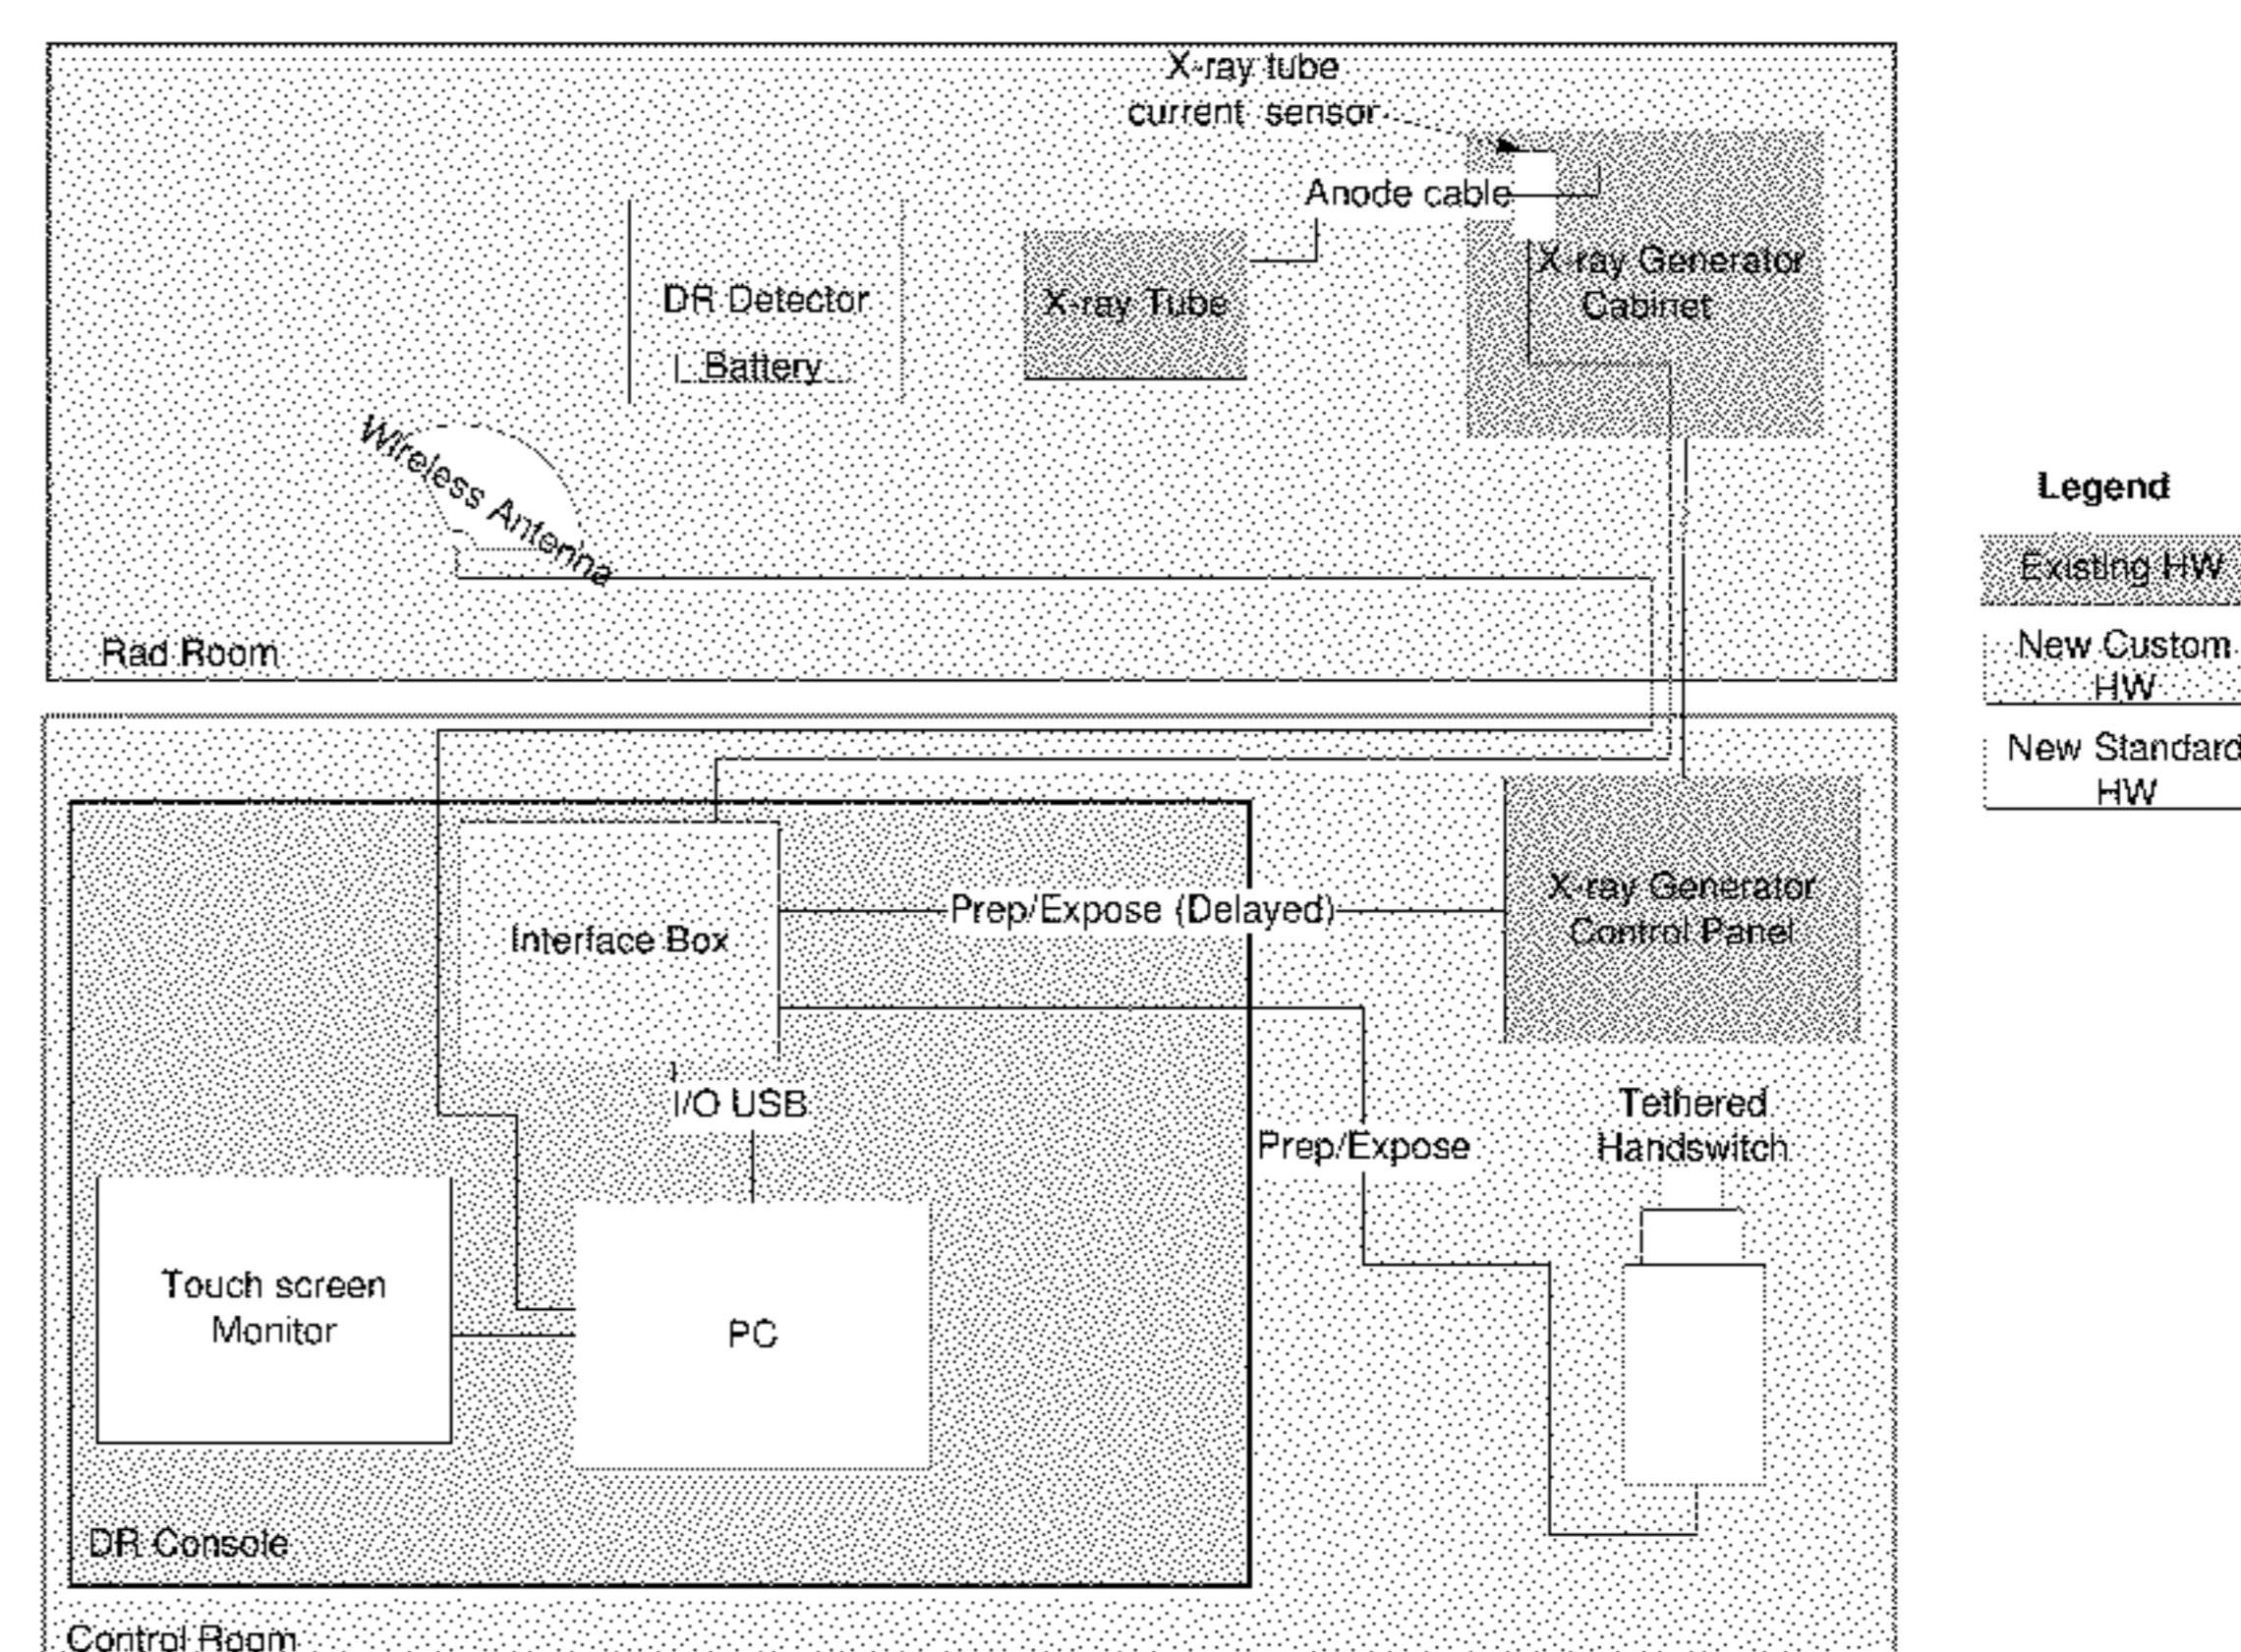 X-ray tube
current sensor
Anode cable
X-ray Generator
Cabinet
DR Detector
Battery
X-ray Tube
Wireless Antenna
Rad Room
Legend
Existing HW
New Custom
HW
New Standard
HW
Interface Box
Prep/Expose (Delayed)
X-ray Generator
Control Panel
I/O USB
Prep/Expose
Tethered
Handswitch
Touch screen
Monitor
PC
DR Console
Control Room